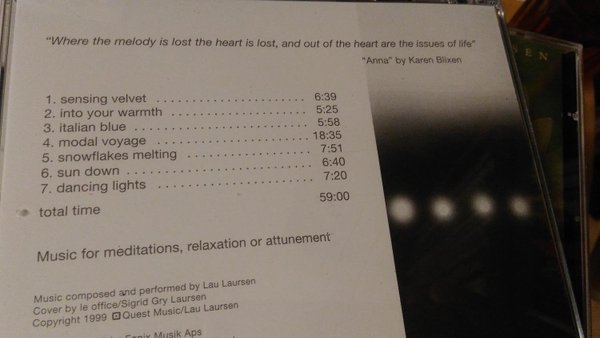 "Where the melody is lost the heart is lost, and out of the heart are the issues of life"
"Anna" by Karen Blixen
1. sensing velvet ........................ 6:39
2. into your warmth ...................... 5:25
3. italian blue .......................... 5:58
4. modal voyage .......................... 18:35
5. snowflakes melting .................... 7:51
6. sun down .............................. 6:40
7. dancing lights ........................ 7:20
total time 59:00
Music for meditations, relaxation or attunement
Music composed and performed by Lau Laursen
Cover by le office/Sigrid Gry Laursen
Copyright 1999 Quest Music/Lau Laursen
Fonix Musik Aps